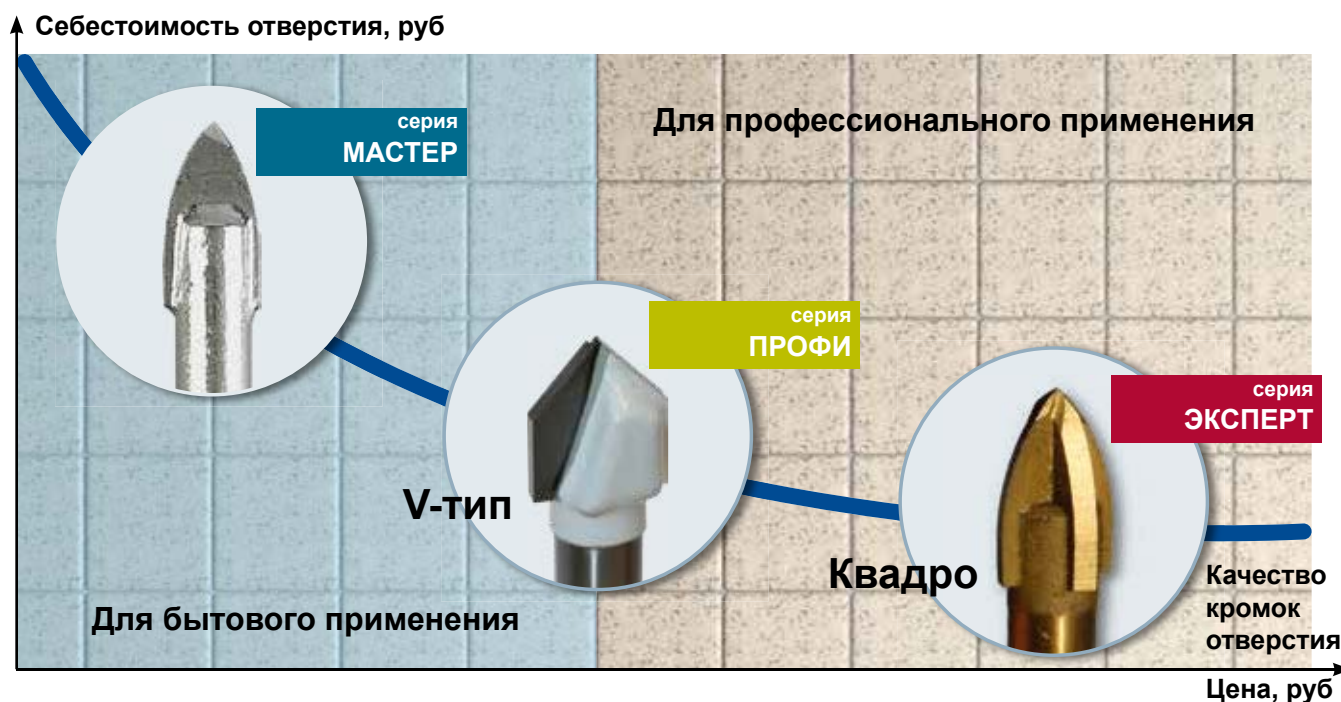 Себестоимость отверстия, руб
серия
МАСТЕР
Для профессионального применения
серия
ПРОФИ
серия
ЭКСПЕРТ
V-тип
Квадро
Для бытового применения
Качество
кромок
отверстия
Цена, руб